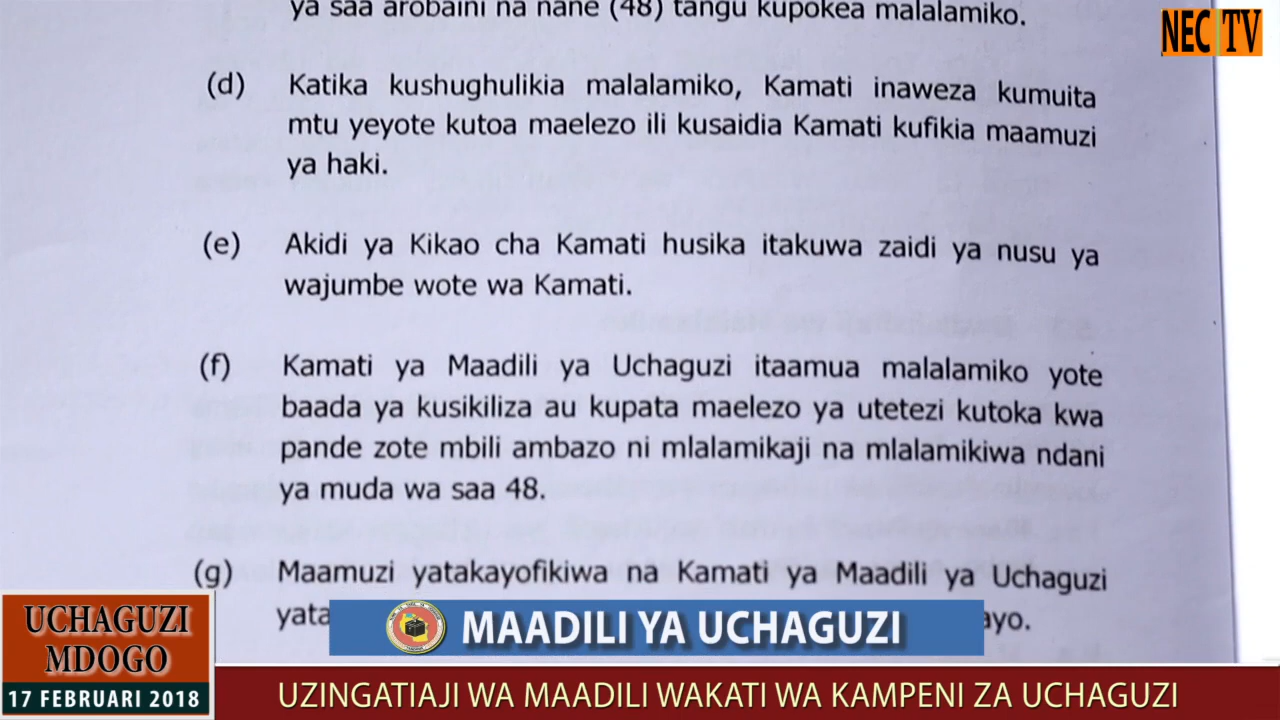 ya saa arobaini na nane (48) tangu kupokea malalamiko.
NEC TV
(d) Katika kushughulikia malalamiko, Kamati inaweza kumuita
mtu yeyote kutoa maelezo ili kusaidia Kamati kufikia maamuzi
ya haki.
(e) Akidi ya Kikao cha Kamati husika itakuwa zaidi ya nusu ya
wajumbe wote wa Kamati.
(f) Kamati ya Maadili ya Uchaguzi itaamua malalamiko yote
baada ya kusikiliza au kupata maelezo ya utetezi kutoka kwa
pande zote mbili ambazo ni mlalamikaji na mlalamikiwa ndani
ya muda wa saa 48.
(g) Maamuzi yatakayofikiwa na Kamati ya Maadili ya Uchaguzi
MAADILI YA UCHAGUZI
UCHAGUZI
MDOGO
17 FEBRUARI 2018
UZINGATIAJI WA MAADILI WAKATI WA KAMPENI ZA UCHAGUZI